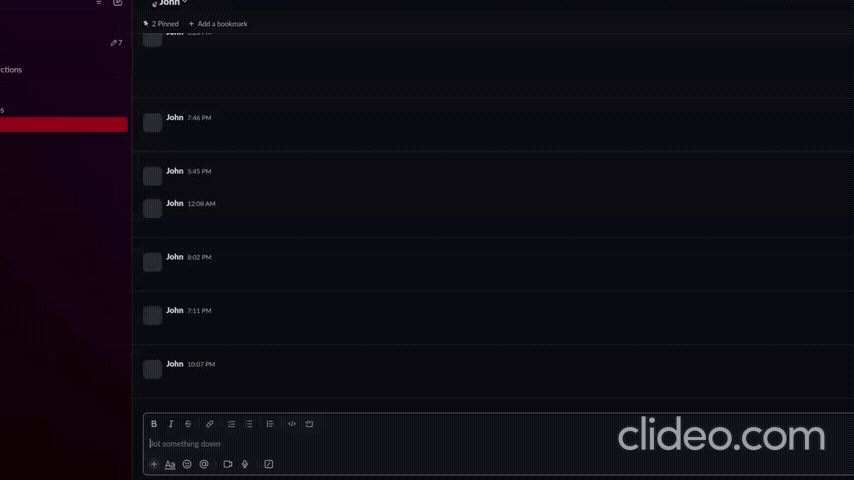 John
7
2 Pinned + Add a bookmark
ctions
John
John 7:46 PM
s
John 5:45 PM
John 12:08 AM
John 8:02 PM
John 7:11 PM
John 10:07 PM
B I S
Jot something down
+ Aa @
clideo.com